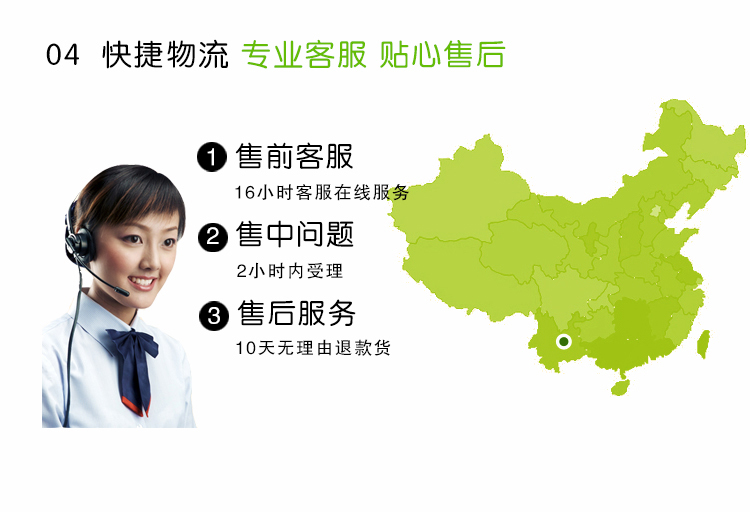 04 快捷物流 专业客服 贴心售后
1 售前客服
16小时客服在线服务
2 售中问题
2小时内受理
3 售后服务
10天无理由退款货